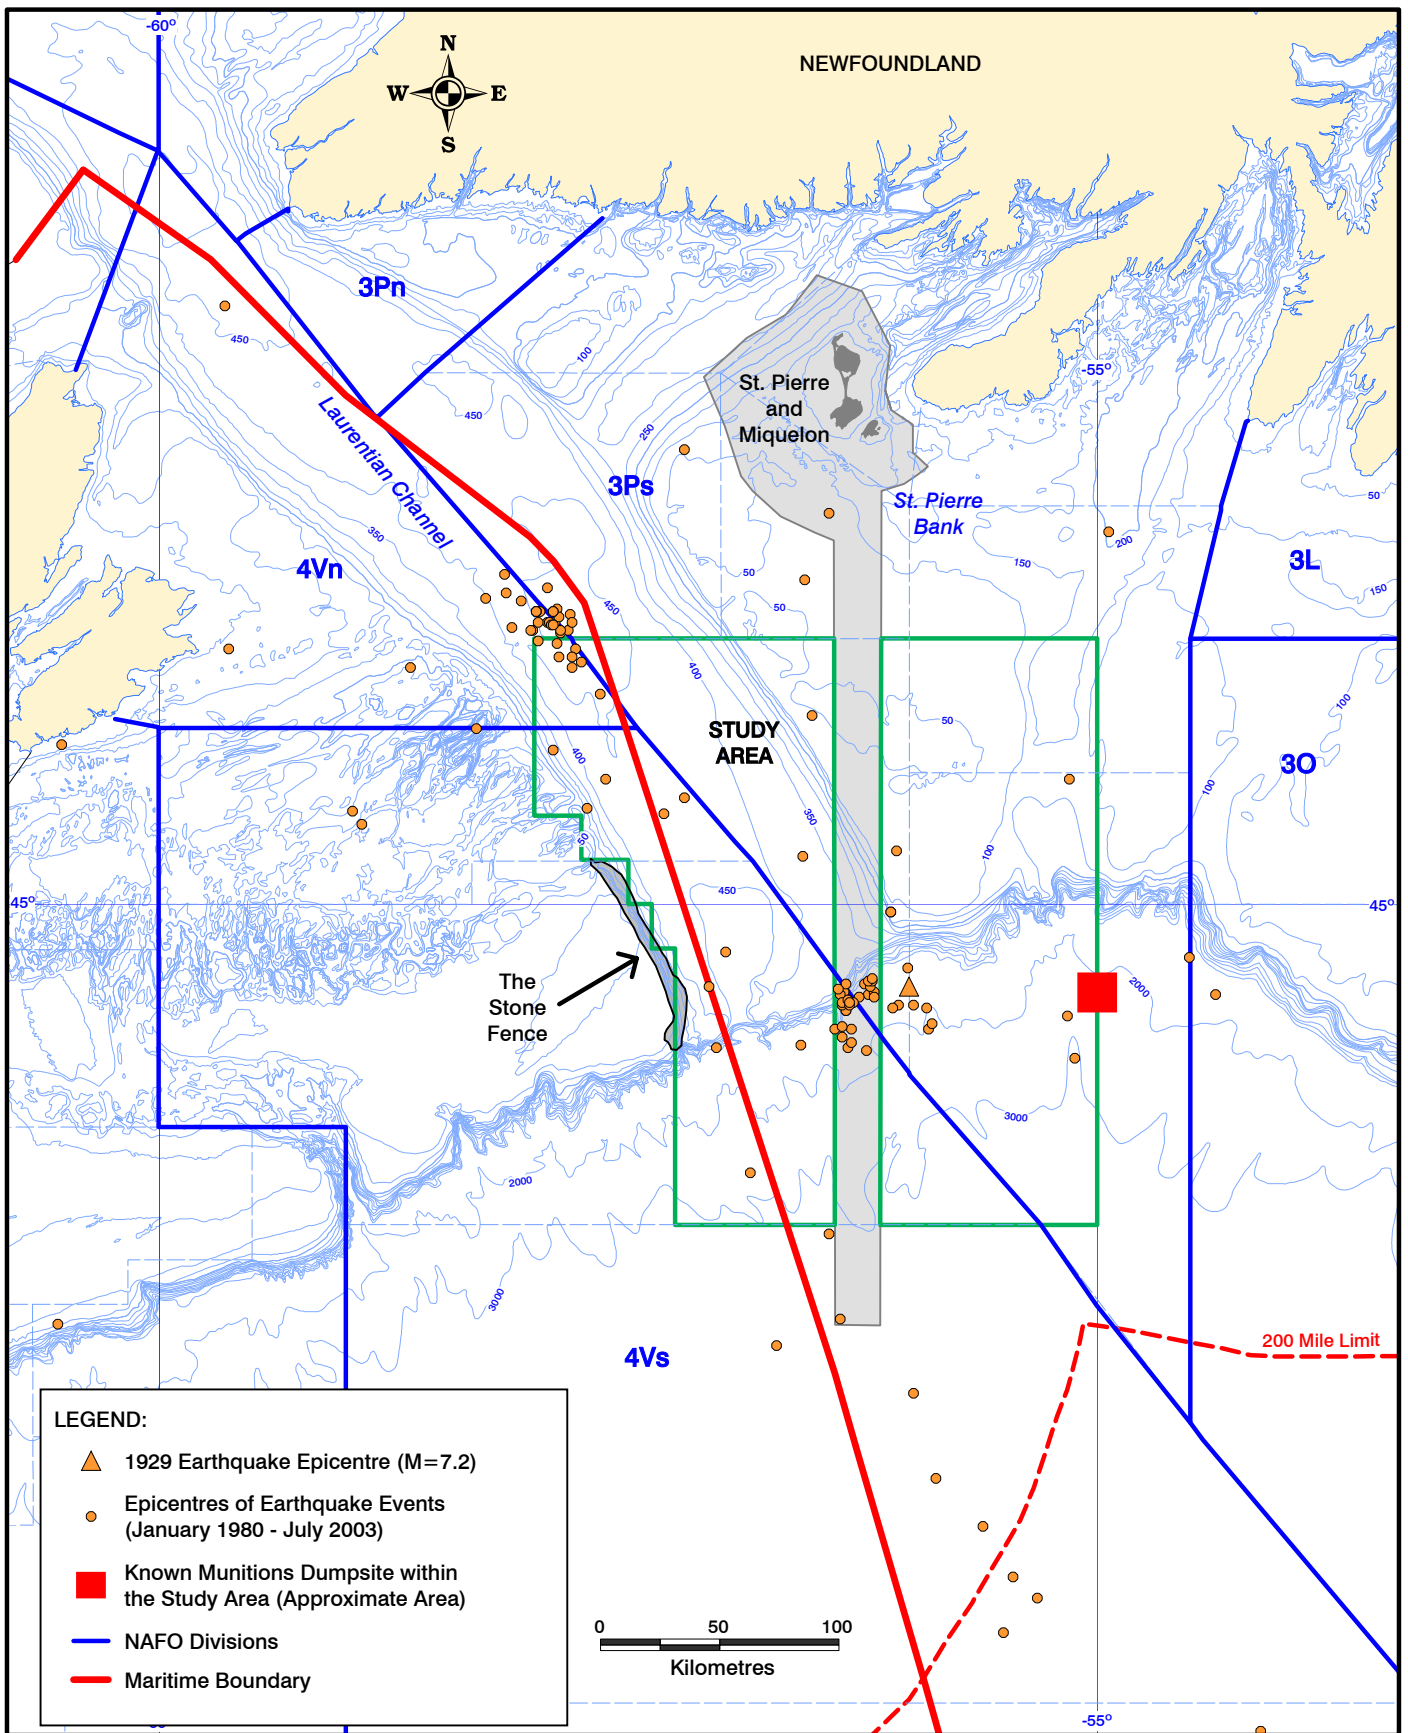 -60°
N
W E
S
NEWFOUNDLAND
3Pn
450
100
-55°
St. Pierre
and
Miquelon
Laurentian Channel
450
250
3Ps
St. Pierre
Bank
50
350
200
150
3L
4Vn
50
150
450
50
400
100
STUDY
AREA
50
400
3O
100
350
50
100
450
45°
45°
The
Stone
Fence
2000
3000
2000
3000
200 Mile Limit
4Vs
LEGEND:
1929 Earthquake Epicentre (M=7.2)
Epicentres of Earthquake Events
(January 1980 - July 2003)
Known Munitions Dumpsite within
the Study Area (Approximate Area)
NAFO Divisions
Maritime Boundary
0 50 100
Kilometres
-55°